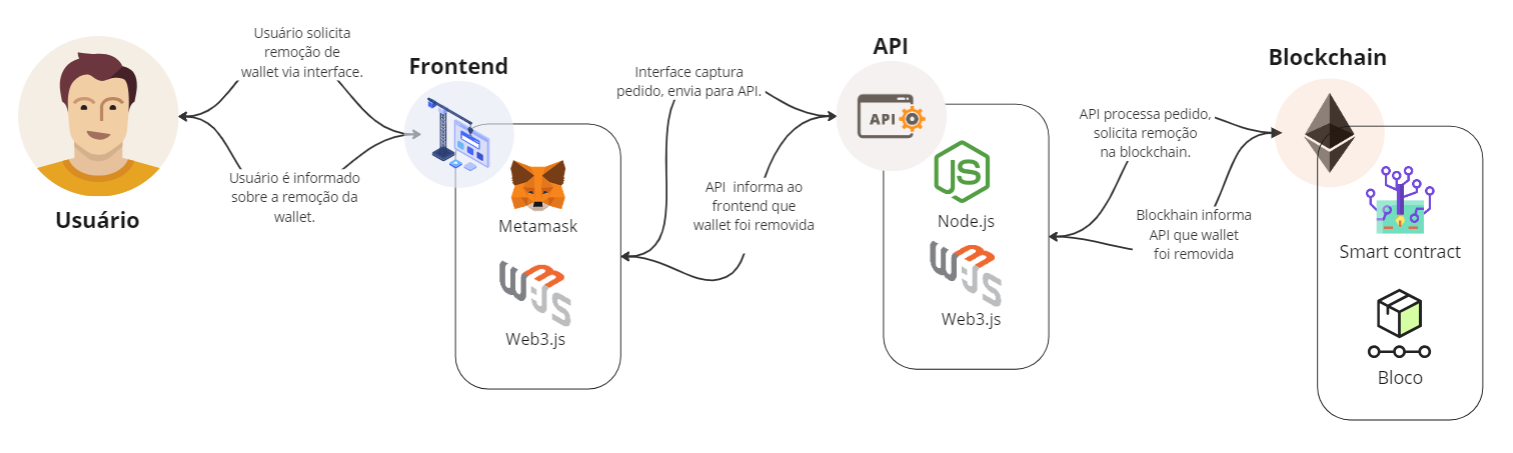 Usuário
Usuário solicita
remoção de
wallet via interface.
Usuário é informado
sobre a remoção da
wallet.
Frontend
Metamask
Web3.js
Interface captura
pedido, envia para API.
API informa ao
frontend que
wallet foi removida
API
API
JS
Node.js
Web3.js
API processa pedido,
solicita remoção
na blockchain.
Blockhain informa
API que wallet
foi removida
Blockchain
Smart contract
Bloco